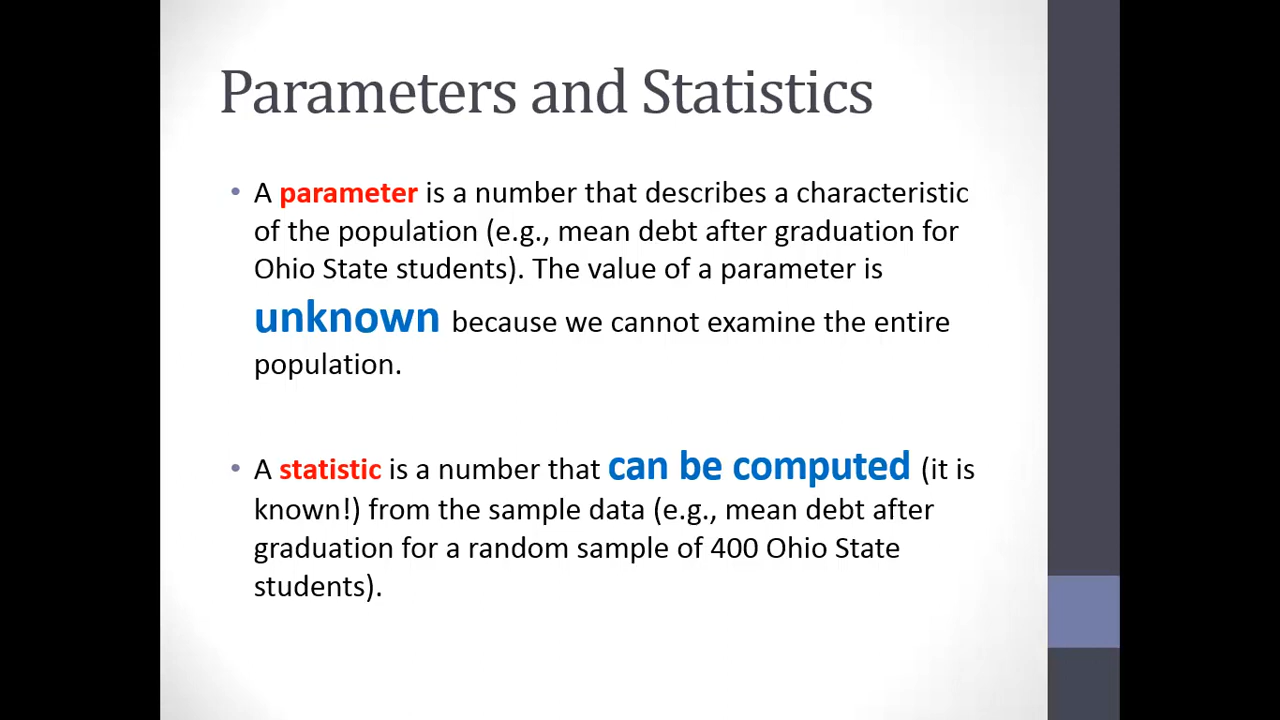 Parameters and Statistics
• A parameter is a number that describes a characteristic
of the population (e.g., mean debt after graduation for
Ohio State students). The value of a parameter is
unknown because we cannot examine the entire
population.
• A statistic is a number that can be computed (it is
known!) from the sample data (e.g., mean debt after
graduation for a random sample of 400 Ohio State
students).